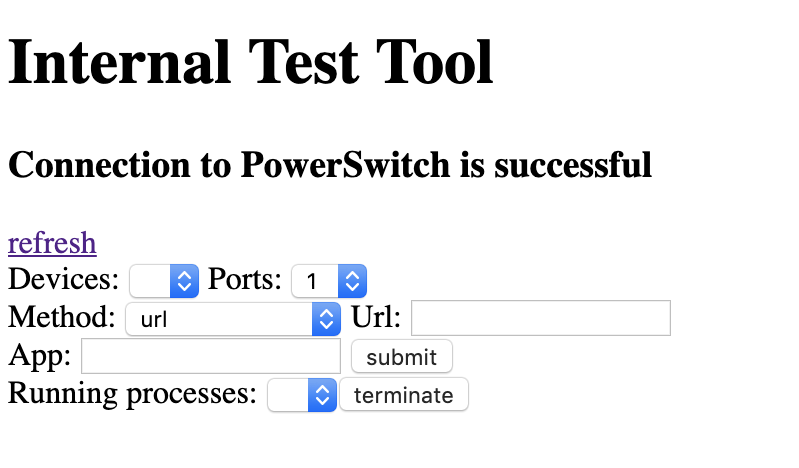 Internal Test Tool
Connection to PowerSwitch is successful
refresh
Devices: Ports: 1
Method: url Url:
App: submit
Running processes: terminate